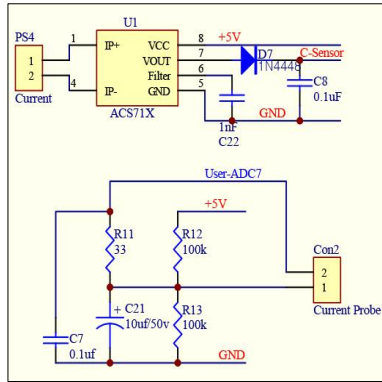 U1
PS4
1
2
Current
1
4
IP+
IP-
VCC
VOUT
Filter
GND
8
7
6
5
ACS71X
+5V
D7
1N4448
C-Sensor
C8
0.1uF
GND
1nF
C22
User-ADC7
+5V
R11
33
R12
100k
Con2
2
1
Current Probe
C21
10uf/50v
+
R13
100k
C7
0.1uf
GND